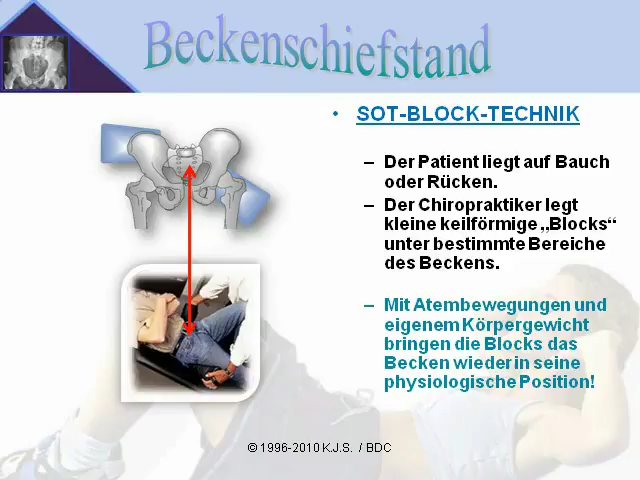 Beckenschiefstand
• SOT-BLOCK-TECHNIK
– Der Patient liegt auf Bauch
oder Rücken.
– Der Chiropraktiker legt
kleine keilförmige „Blocks“
unter bestimmte Bereiche
des Beckens.
– Mit Atembewegungen und
eigenem Körpergewicht
bringen die Blocks das
Becken wieder in seine
physiologische Position!
© 1996-2010 K.J.S. / BDC